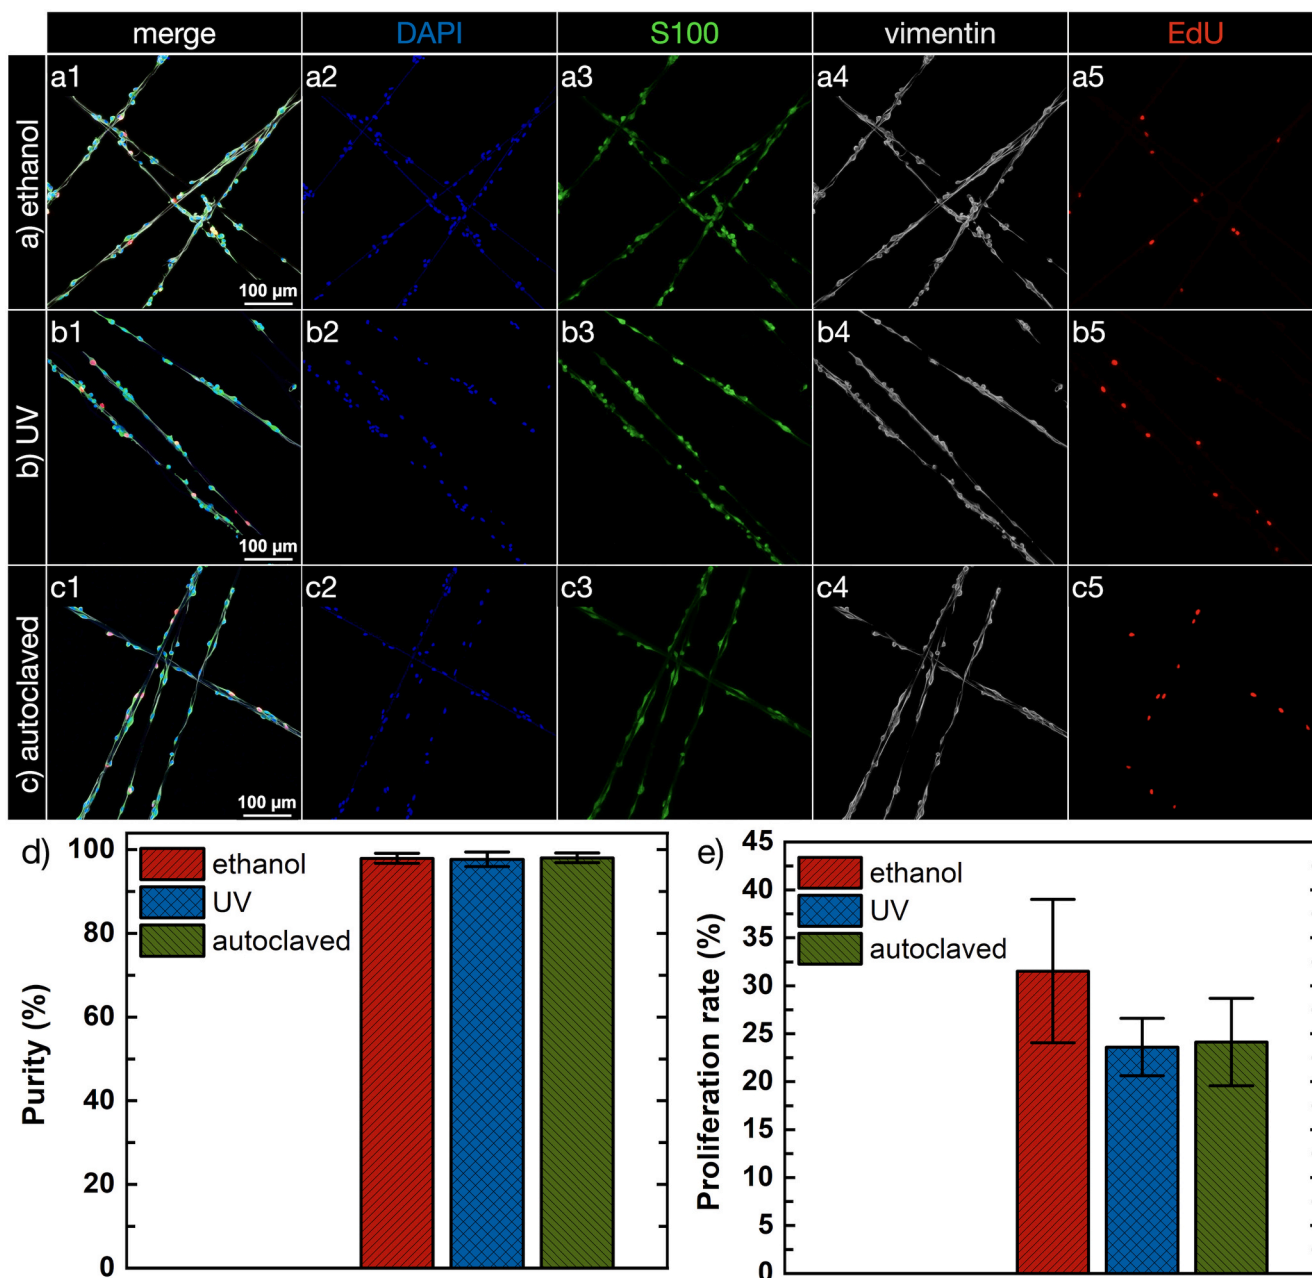 merge DAPI S100 vimentin EdU
a) ethanol
a1 a2 a3 a4 a5
100 µm
b) UV
b1 b2 b3 b4 b5
100 µm
c) autoclaved
c1 c2 c3 c4 c5
100 µm
d)
Purity (%)
100
80
60
40
20
0
ethanol
UV
autoclaved
e)
Proliferation rate (%)
45
40
35
30
25
20
15
10
5
0
ethanol
UV
autoclaved